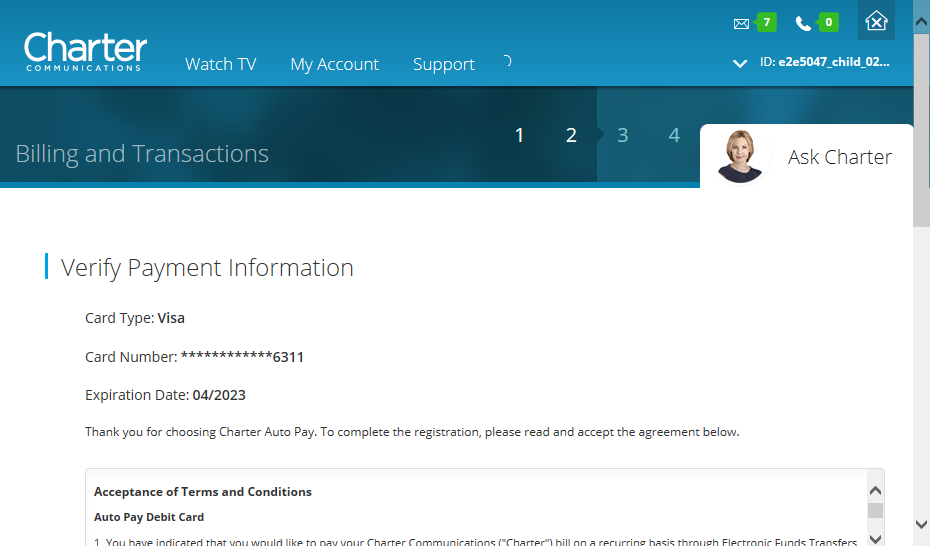 7
0
Charter
COMMUNICATIONS
Watch TV
My Account
Support
ID: e2e5047_child_02...
Billing and Transactions
1
2
3
4
Ask Charter
Verify Payment Information
Card Type: Visa
Card Number: ************6311
Expiration Date: 04/2023
Thank you for choosing Charter Auto Pay. To complete the registration, please read and accept the agreement below.
Acceptance of Terms and Conditions
Auto Pay Debit Card
1. You have indicated that you would like to pay your Charter Communications ("Charter") bill on a recurring basis through Electronic Funds Transfers